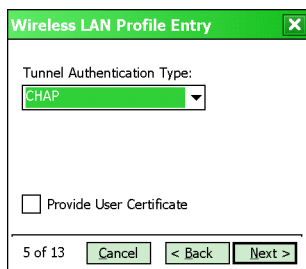 Wireless LAN Profile Entry
Tunnel Authentication Type:
CHAP
Provide User Certificate
5 of 13 Cancel < Back Next >